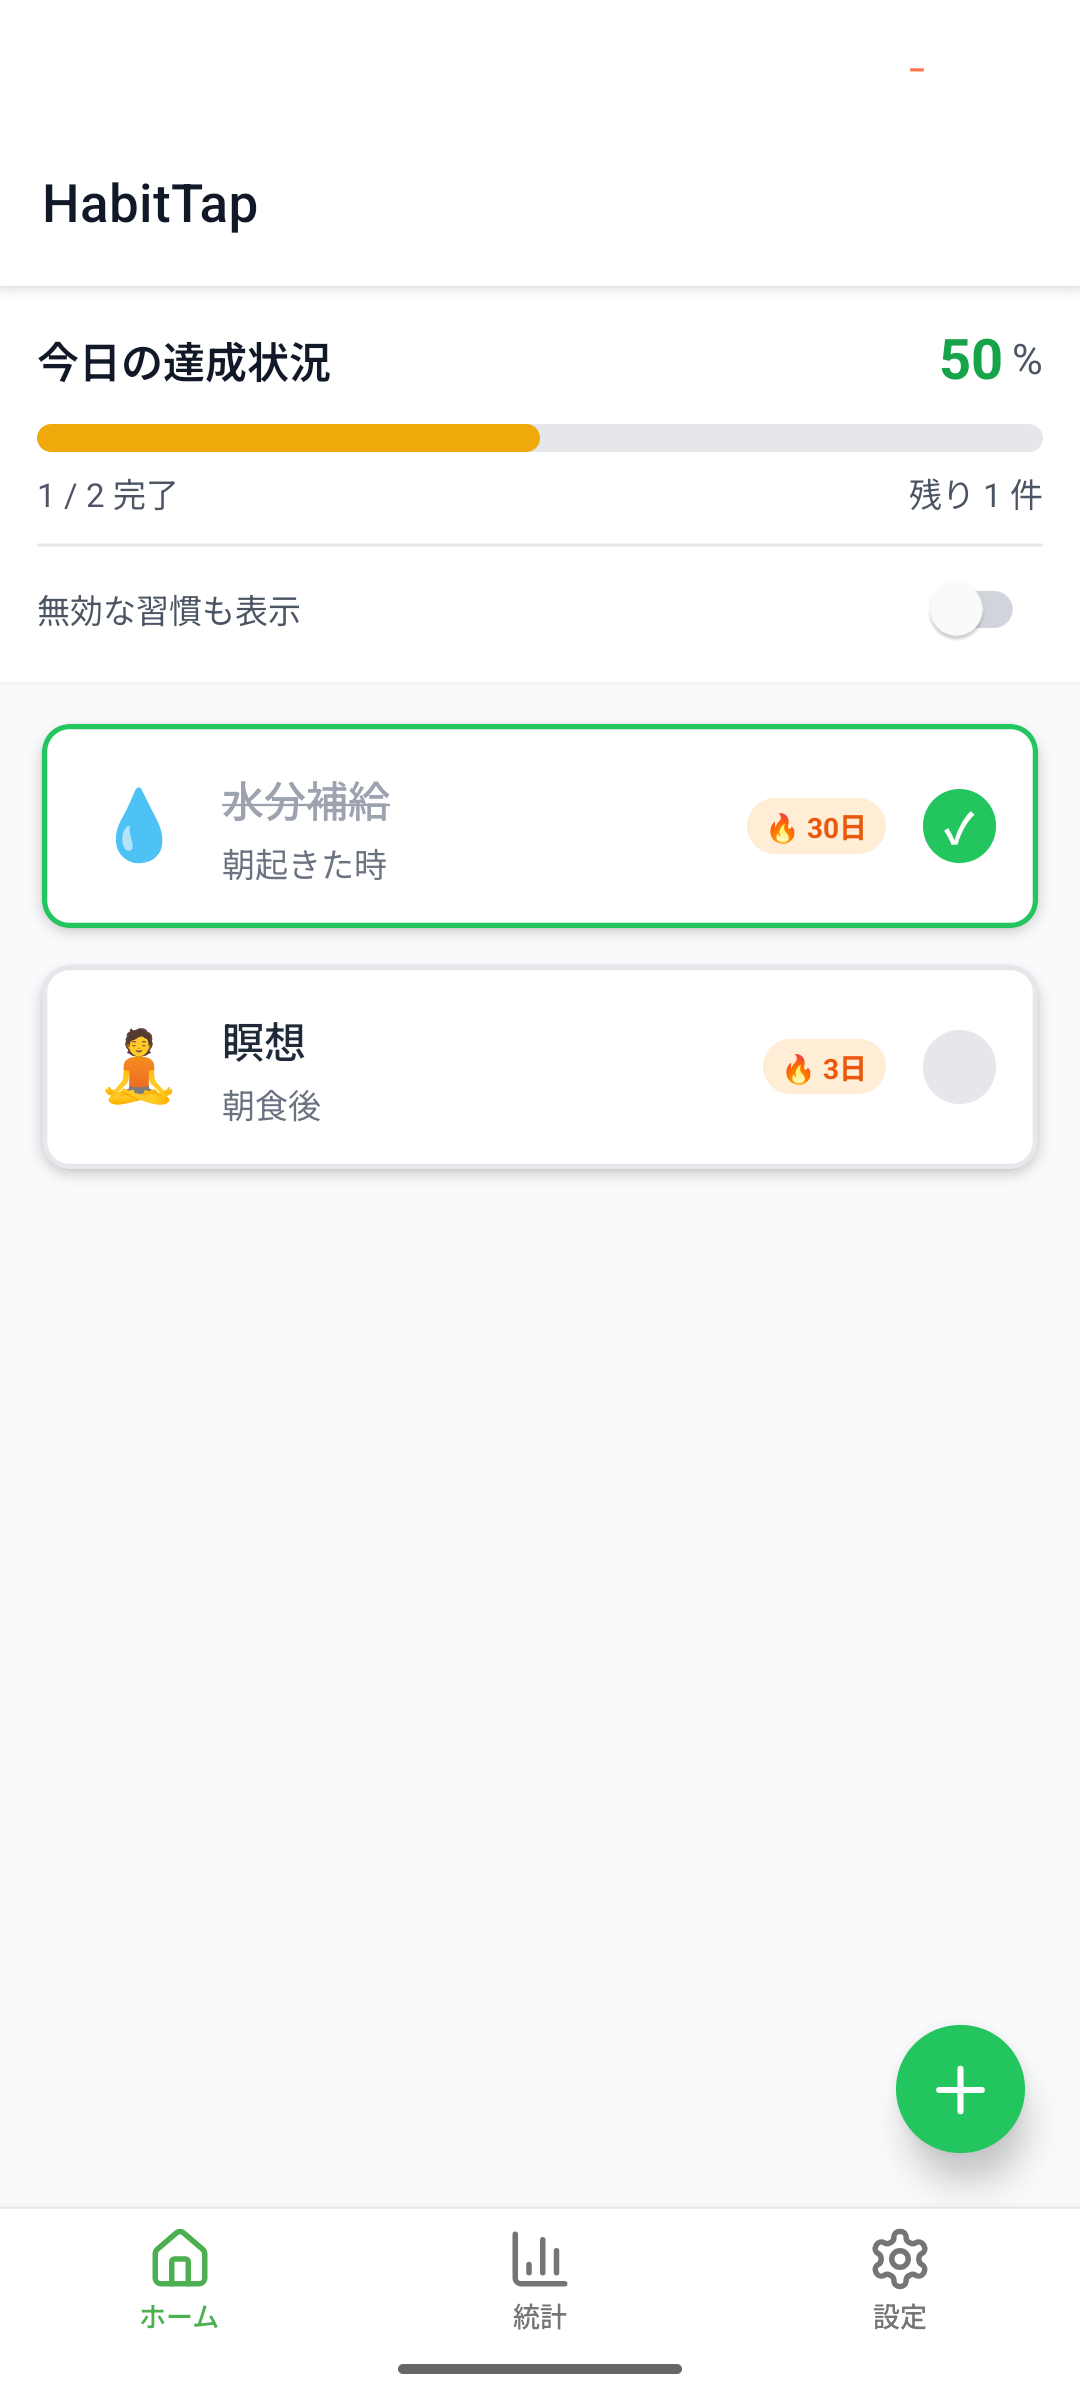 HabitTap
今日の達成状況
50 %
1 / 2 完了
残り 1 件
無効な習慣も表示
水分補給
朝起きた時
🔥 30日
✓
瞑想
朝食後
🔥 3日
ホーム
統計
設定